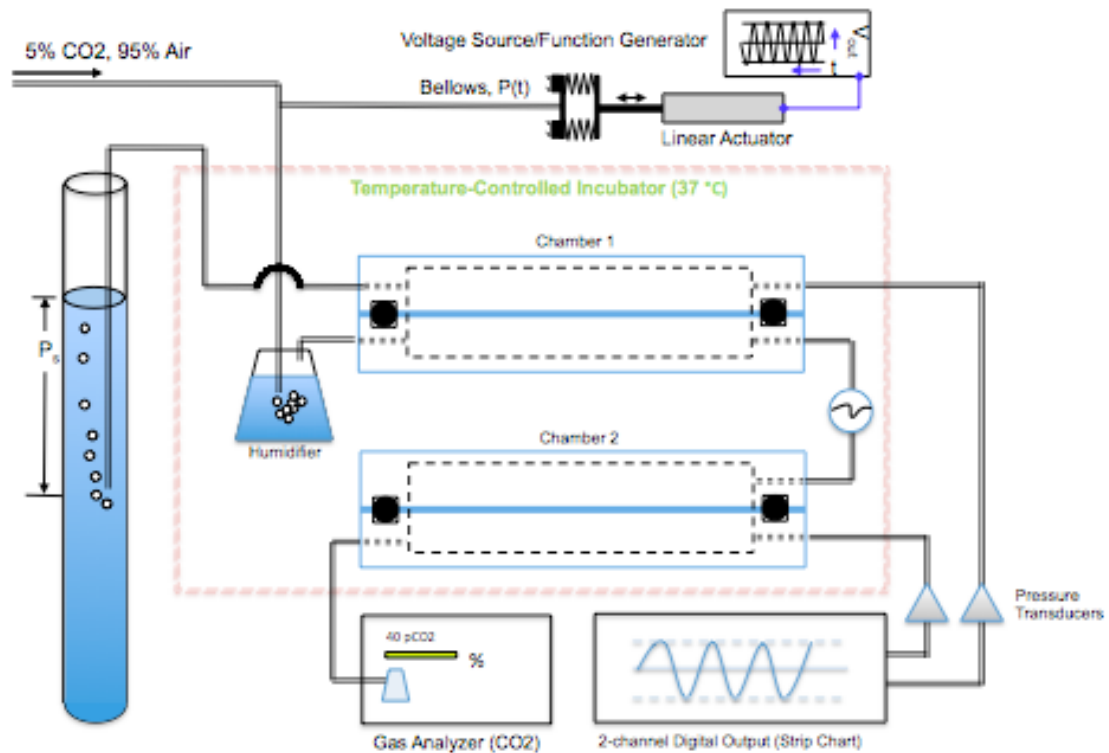 5% CO2, 95% Air
Voltage Source/Function Generator
Vout
t
Bellows, P(t)
Linear Actuator
Temperature-Controlled Incubator (37 °C)
Chamber 1
Ps
Humidifier
Chamber 2
Pressure
Transducers
40 pCO2
%
Gas Analyzer (CO2)
2-channel Digital Output (Strip Chart)